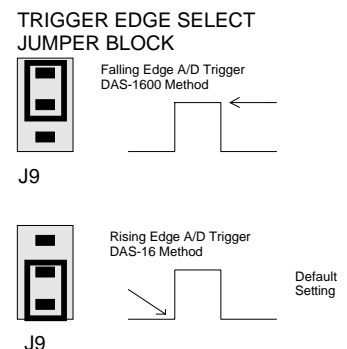 TRIGGER EDGE SELECT
JUMPER BLOCK
Falling Edge A/D Trigger
DAS-1600 Method
J9
Rising Edge A/D Trigger
DAS-16 Method
Default
Setting
J9